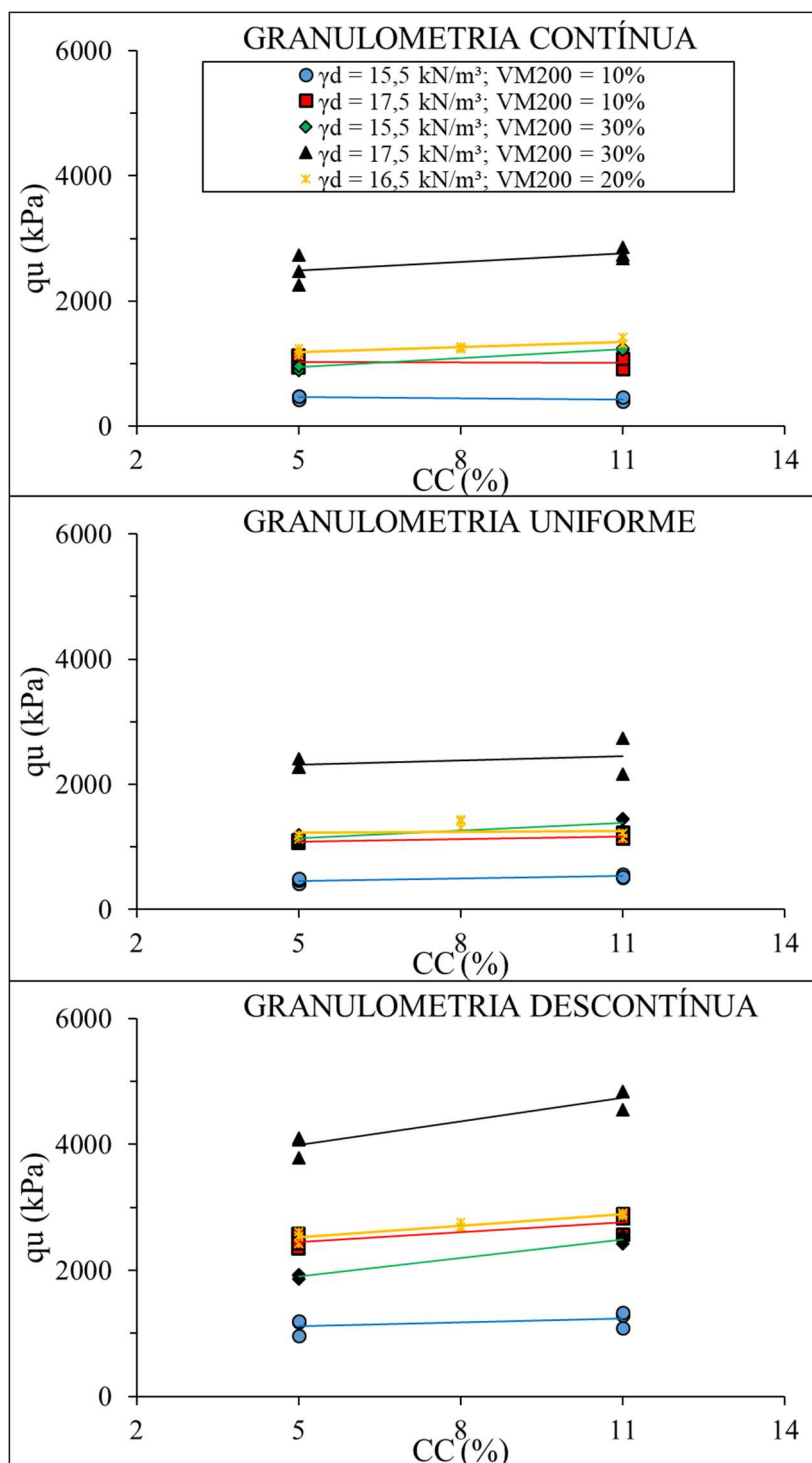 GRANULOMETRIA CONTÍNUA
γd = 15,5 kN/m³; VM200 = 10%
γd = 17,5 kN/m³; VM200 = 10%
γd = 15,5 kN/m³; VM200 = 30%
γd = 17,5 kN/m³; VM200 = 30%
γd = 16,5 kN/m³; VM200 = 20%
qu (kPa)
6000
4000
2000
0
2 5 8 11 14
CC (%)
GRANULOMETRIA UNIFORME
qu (kPa)
6000
4000
2000
0
2 5 8 11 14
CC (%)
GRANULOMETRIA DESCONTÍNUA
qu (kPa)
6000
4000
2000
0
2 5 8 11 14
CC (%)